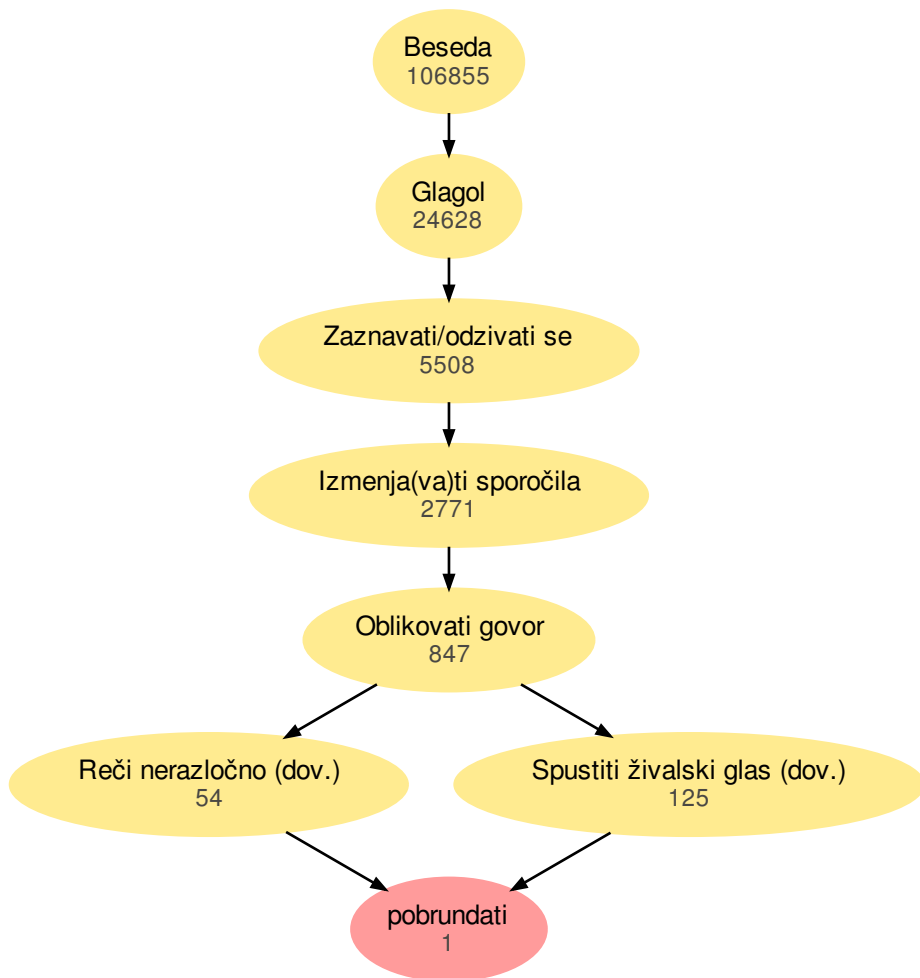 Beseda
106855
Glagol
24628
Zaznavati/odzivati se
5508
Izmenja(va)ti sporočila
2771
Oblikovati govor
847
Reči nerazločno (dov.)
54
Spustiti živalski glas (dov.)
125
pobrundati
1